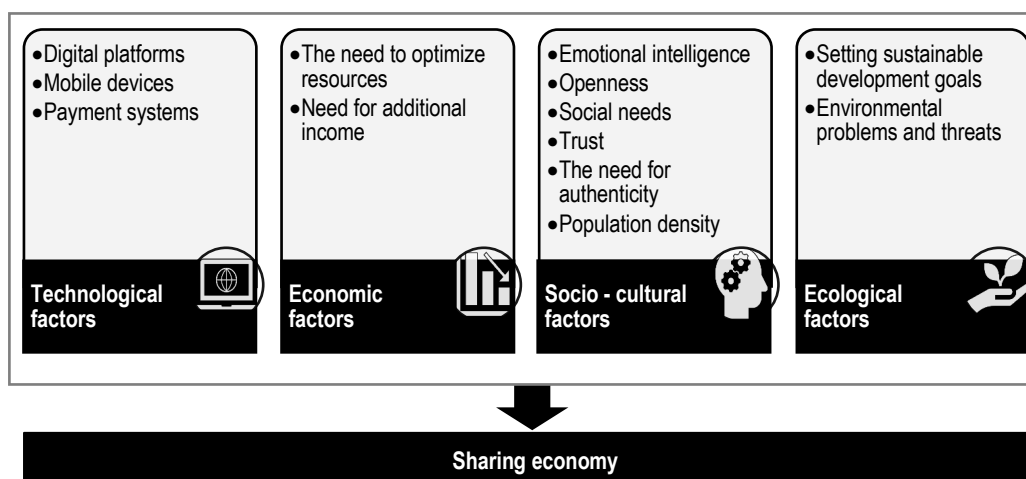 •Digital platforms
•Mobile devices
•Payment systems
Technological
factors
•The need to optimize
resources
•Need for additional
income
Economic
factors
•Emotional intelligence
•Openness
•Social needs
•Trust
•The need for
authenticity
•Population density
Socio - cultural
factors
•Setting sustainable
development goals
•Environmental
problems and threats
Ecological
factors
Sharing economy